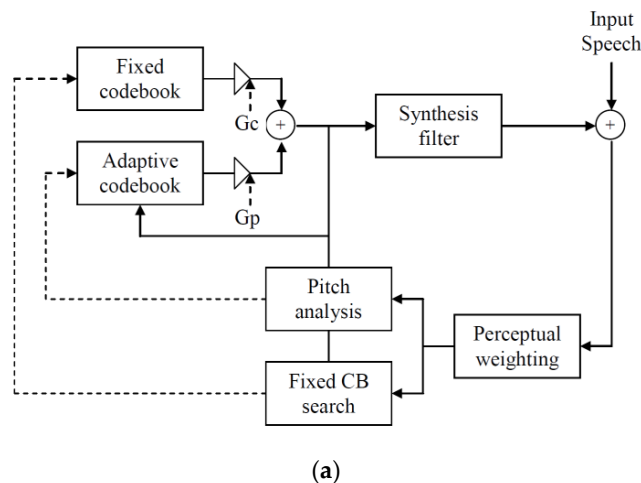 Input
Speech
Fixed
codebook
Gc
+
Synthesis
filter
+
Adaptive
codebook
Gp
Pitch
analysis
Perceptual
weighting
Fixed CB
search
(a)